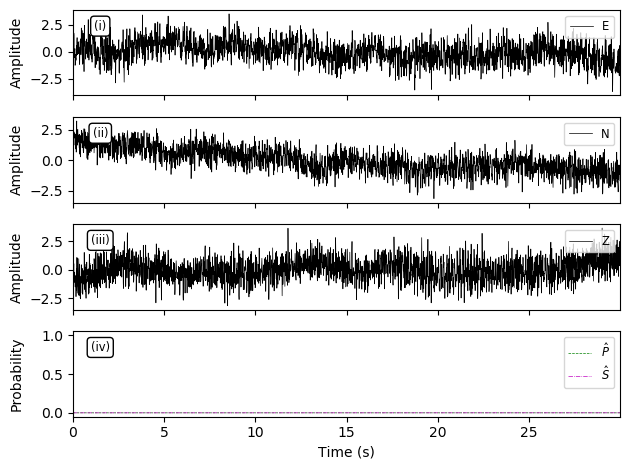 Amplitude
2.5
0.0
−2.5
(i)
E
Amplitude
2.5
0.0
−2.5
(ii)
N
Amplitude
2.5
0.0
−2.5
(iii)
Z
Probability
1.0
0.5
0.0
(iv)
P̂
Ŝ
0 5 10 15 20 25
Time (s)